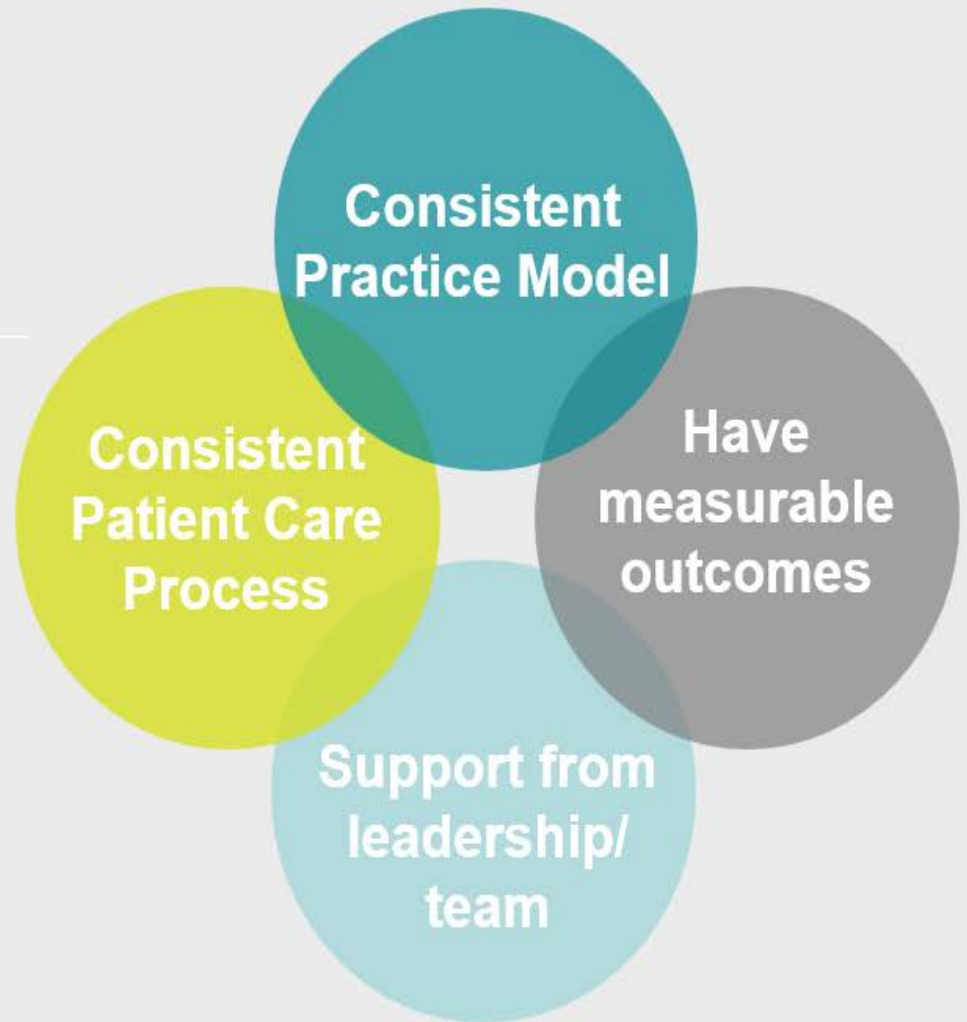 Consistent
Practice Model
Consistent
Patient Care
Process
Have
measurable
outcomes
Support from
leadership/
team